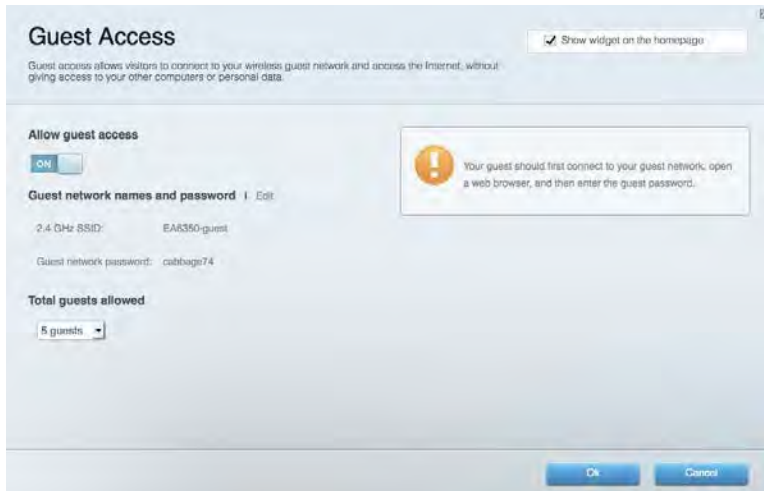 Guest Access
Show widget on the homepage
Guest access allows visitors to connect to your wireless guest network and access the Internet, without
giving access to your other computers or personal data.
Allow guest access
ON
Your guest should first connect to your guest network, open
a web browser, and then enter the guest password.
Guest network names and password | Edit
2.4 GHz SSID: EA6350-guest
Guest network password: cabbage74
Total guests allowed
5 guests
Ok Cancel